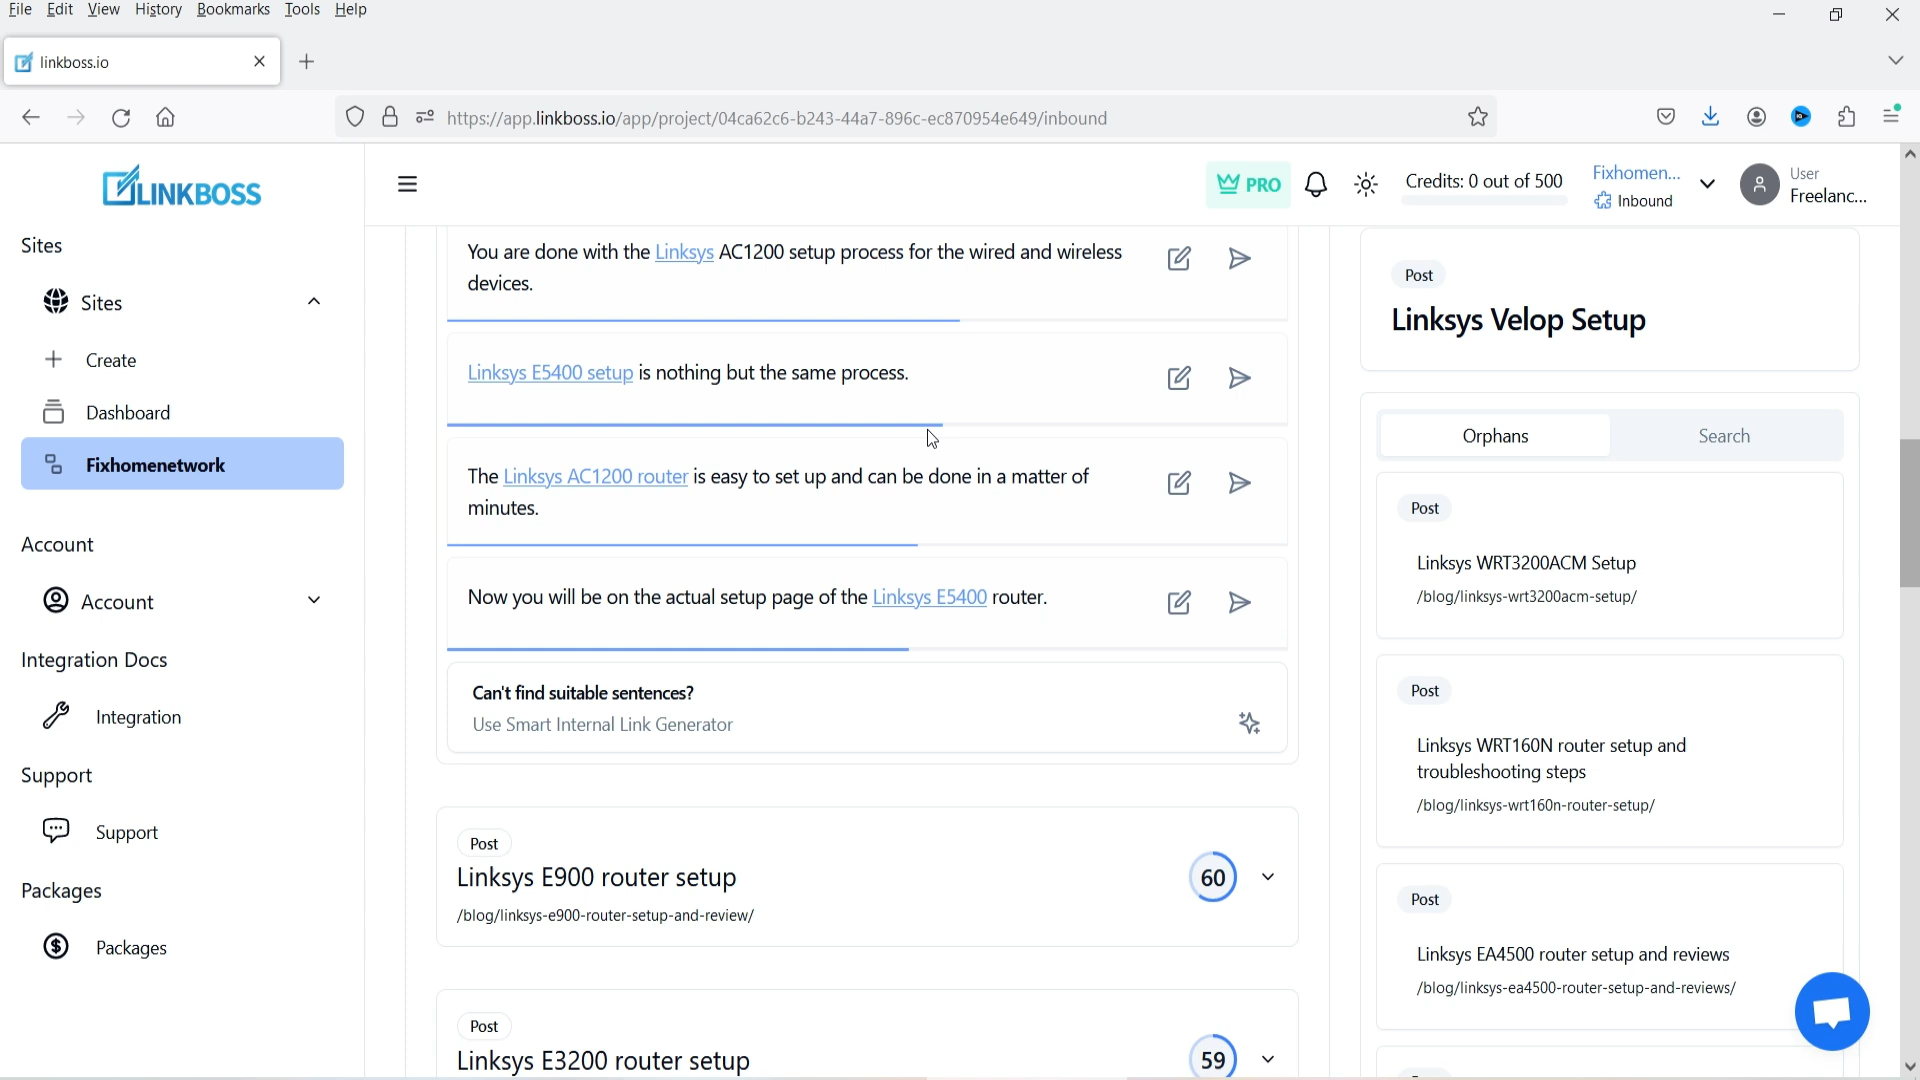 File Edit View History Bookmarks Tools Help
linkboss.io
https://app.linkboss.io/app/project/04ca62c6-b243-44a7-896c-ec870954e649/inbound
LINKBOSS
Sites
Sites
Create
Dashboard
Fixhomenetwork
Account
Account
Integration Docs
Integration
Support
Support
Packages
Packages
PRO
Credits: 0 out of 500
Fixhomen...
Inbound
User
Freelanc...
You are done with the Linksys AC1200 setup process for the wired and wireless
devices.
Linksys E5400 setup is nothing but the same process.
The Linksys AC1200 router is easy to set up and can be done in a matter of
minutes.
Now you will be on the actual setup page of the Linksys E5400 router.
Can't find suitable sentences?
Use Smart Internal Link Generator
Post
Linksys E900 router setup
/blog/linksys-e900-router-setup-and-review/
60
Post
Linksys E3200 router setup
59
Post
Linksys Velop Setup
Orphans
Search
Post
Linksys WRT3200ACM Setup
/blog/linksys-wrt3200acm-setup/
Post
Linksys WRT160N router setup and
troubleshooting steps
/blog/linksys-wrt160n-router-setup/
Post
Linksys EA4500 router setup and reviews
/blog/linksys-ea4500-router-setup-and-reviews/